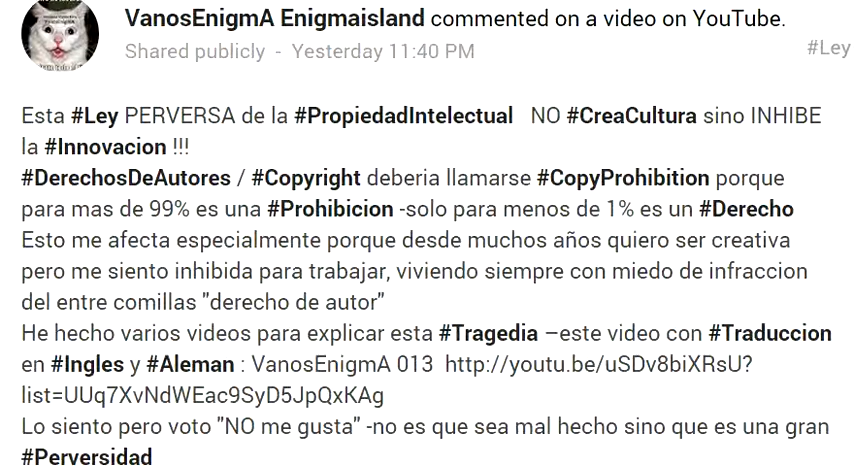 VanosEnigmA Enigmaisland commented on a video on YouTube.
Shared publicly - Yesterday 11:40 PM
#Ley
Esta #Ley PERVERSA de la #PropiedadIntelectual NO #CreaCultura sino INHIBE
la #Innovacion !!!
#DerechosDeAutores / #Copyright deberia llamarse #CopyProhibition porque
para mas de 99% es una #Prohibicion -solo para menos de 1% es un #Derecho
Esto me afecta especialmente porque desde muchos años quiero ser creativa
pero me siento inhibida para trabajar, viviendo siempre con miedo de infraccion
del entre comillas "derecho de autor"
He hecho varios videos para explicar esta #Tragedia –este video con #Traduccion
en #Ingles y #Aleman : VanosEnigmA 013 http://youtu.be/uSDv8biXRsU?
list=UUq7XvNdWEac9SyD5JpQxKAg
Lo siento pero voto "NO me gusta" -no es que sea mal hecho sino que es una gran
#Perversidad